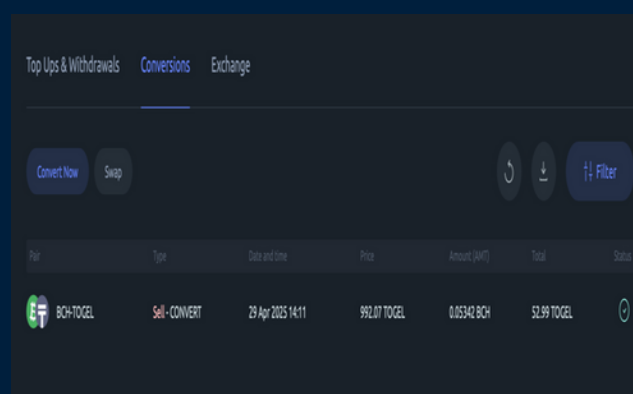 Top Ups & Withdrawals Conversions Exchange
Convert Now Swap Filter
Pair Type Date and time Price Amount (AMT) Total Status
BCH-TOGEL Sell - CONVERT 29 Apr 2025 14:11 992.07 TOGEL 0.05342 BCH 52.99 TOGEL